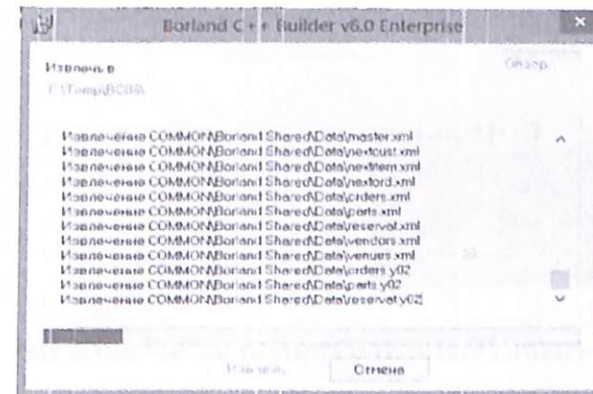 Borland C++ Builder v6.0 Enterprise
Извлечь в
Обзор
C:\Temp\BCB6\
Извлечение COMMON\Borland Shared\Data\master.xml
Извлечение COMMON\Borland Shared\Data\nextcust.xml
Извлечение COMMON\Borland Shared\Data\nextitem.xml
Извлечение COMMON\Borland Shared\Data\nextord.xml
Извлечение COMMON\Borland Shared\Data\orders.xml
Извлечение COMMON\Borland Shared\Data\parts.xml
Извлечение COMMON\Borland Shared\Data\reservat.xml
Извлечение COMMON\Borland Shared\Data\vendors.xml
Извлечение COMMON\Borland Shared\Data\venues.xml
Извлечение COMMON\Borland Shared\Data\orders.y02
Извлечение COMMON\Borland Shared\Data\parts.y02
Извлечение COMMON\Borland Shared\Data\reservat.y02
Извлечь Отмена